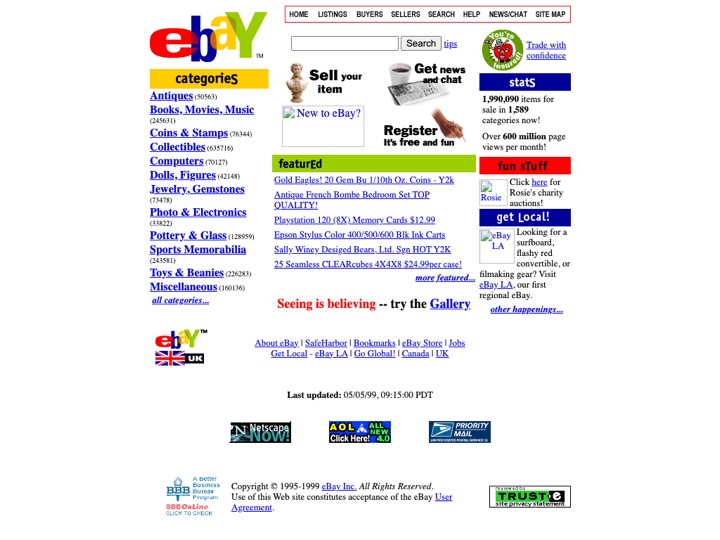 ebaY™
HOME LISTINGS BUYERS SELLERS SEARCH HELP NEWS/CHAT SITE MAP
Search tips
Sell your item
Get news and chat
New to eBay?
Register
It's free and fun
You're insured!
Trade with confidence
categories
Antiques (50563)
Books, Movies, Music
(245631)
Coins & Stamps (76344)
Collectibles (635716)
Computers (70127)
Dolls, Figures (42148)
Jewelry, Gemstones
(73478)
Photo & Electronics
(33822)
Pottery & Glass (128959)
Sports Memorabilia
(243581)
Toys & Beanies (226283)
Miscellaneous (160136)
all categories...
featurEd
Gold Eagles! 20 Gem Bu 1/10th Oz. Coins - Y2k
Antique French Bombe Bedroom Set TOP
QUALITY!
Playstation 120 (8X) Memory Cards $12.99
Epson Stylus Color 400/500/600 Blk Ink Carts
Sally Winey Desiged Bears, Ltd, Sgn HOT Y2K
25 Seamless CLEARcubes 4X4X8 $24.99per case!
more featured...
Seeing is believing -- try the Gallery
stats
1,990,090 items for
sale in 1,589
categories now!
Over 600 million page
views per month!
fun sTuff
Rosie
Click here for
Rosie's charity
auctions!
get Local!
eBay
LA
Looking for a
surfboard,
flashy red
convertible, or
filmmaking gear? Visit
eBay LA, our first
regional eBay.
other happenings...
ebaY™
UK
About eBay | SafeHarbor | Bookmarks | eBay Store | Jobs
Get Local - eBay LA | Go Global! | Canada | UK
Last updated: 05/05/99, 09:15:00 PDT
N Netscape Now!
AOL ALL NEW
Click Here! 4.0
PRIORITY MAIL
UNITED STATES POSTAL SERVICE
BBB
A Better
Business
Bureau
Program
BBBOnLine
CLICK TO CHECK
Copyright © 1995-1999 eBay Inc. All Rights Reserved.
Use of this Web site constitutes acceptance of the eBay User
Agreement.
reviewed by
TRUSTe
site privacy statement